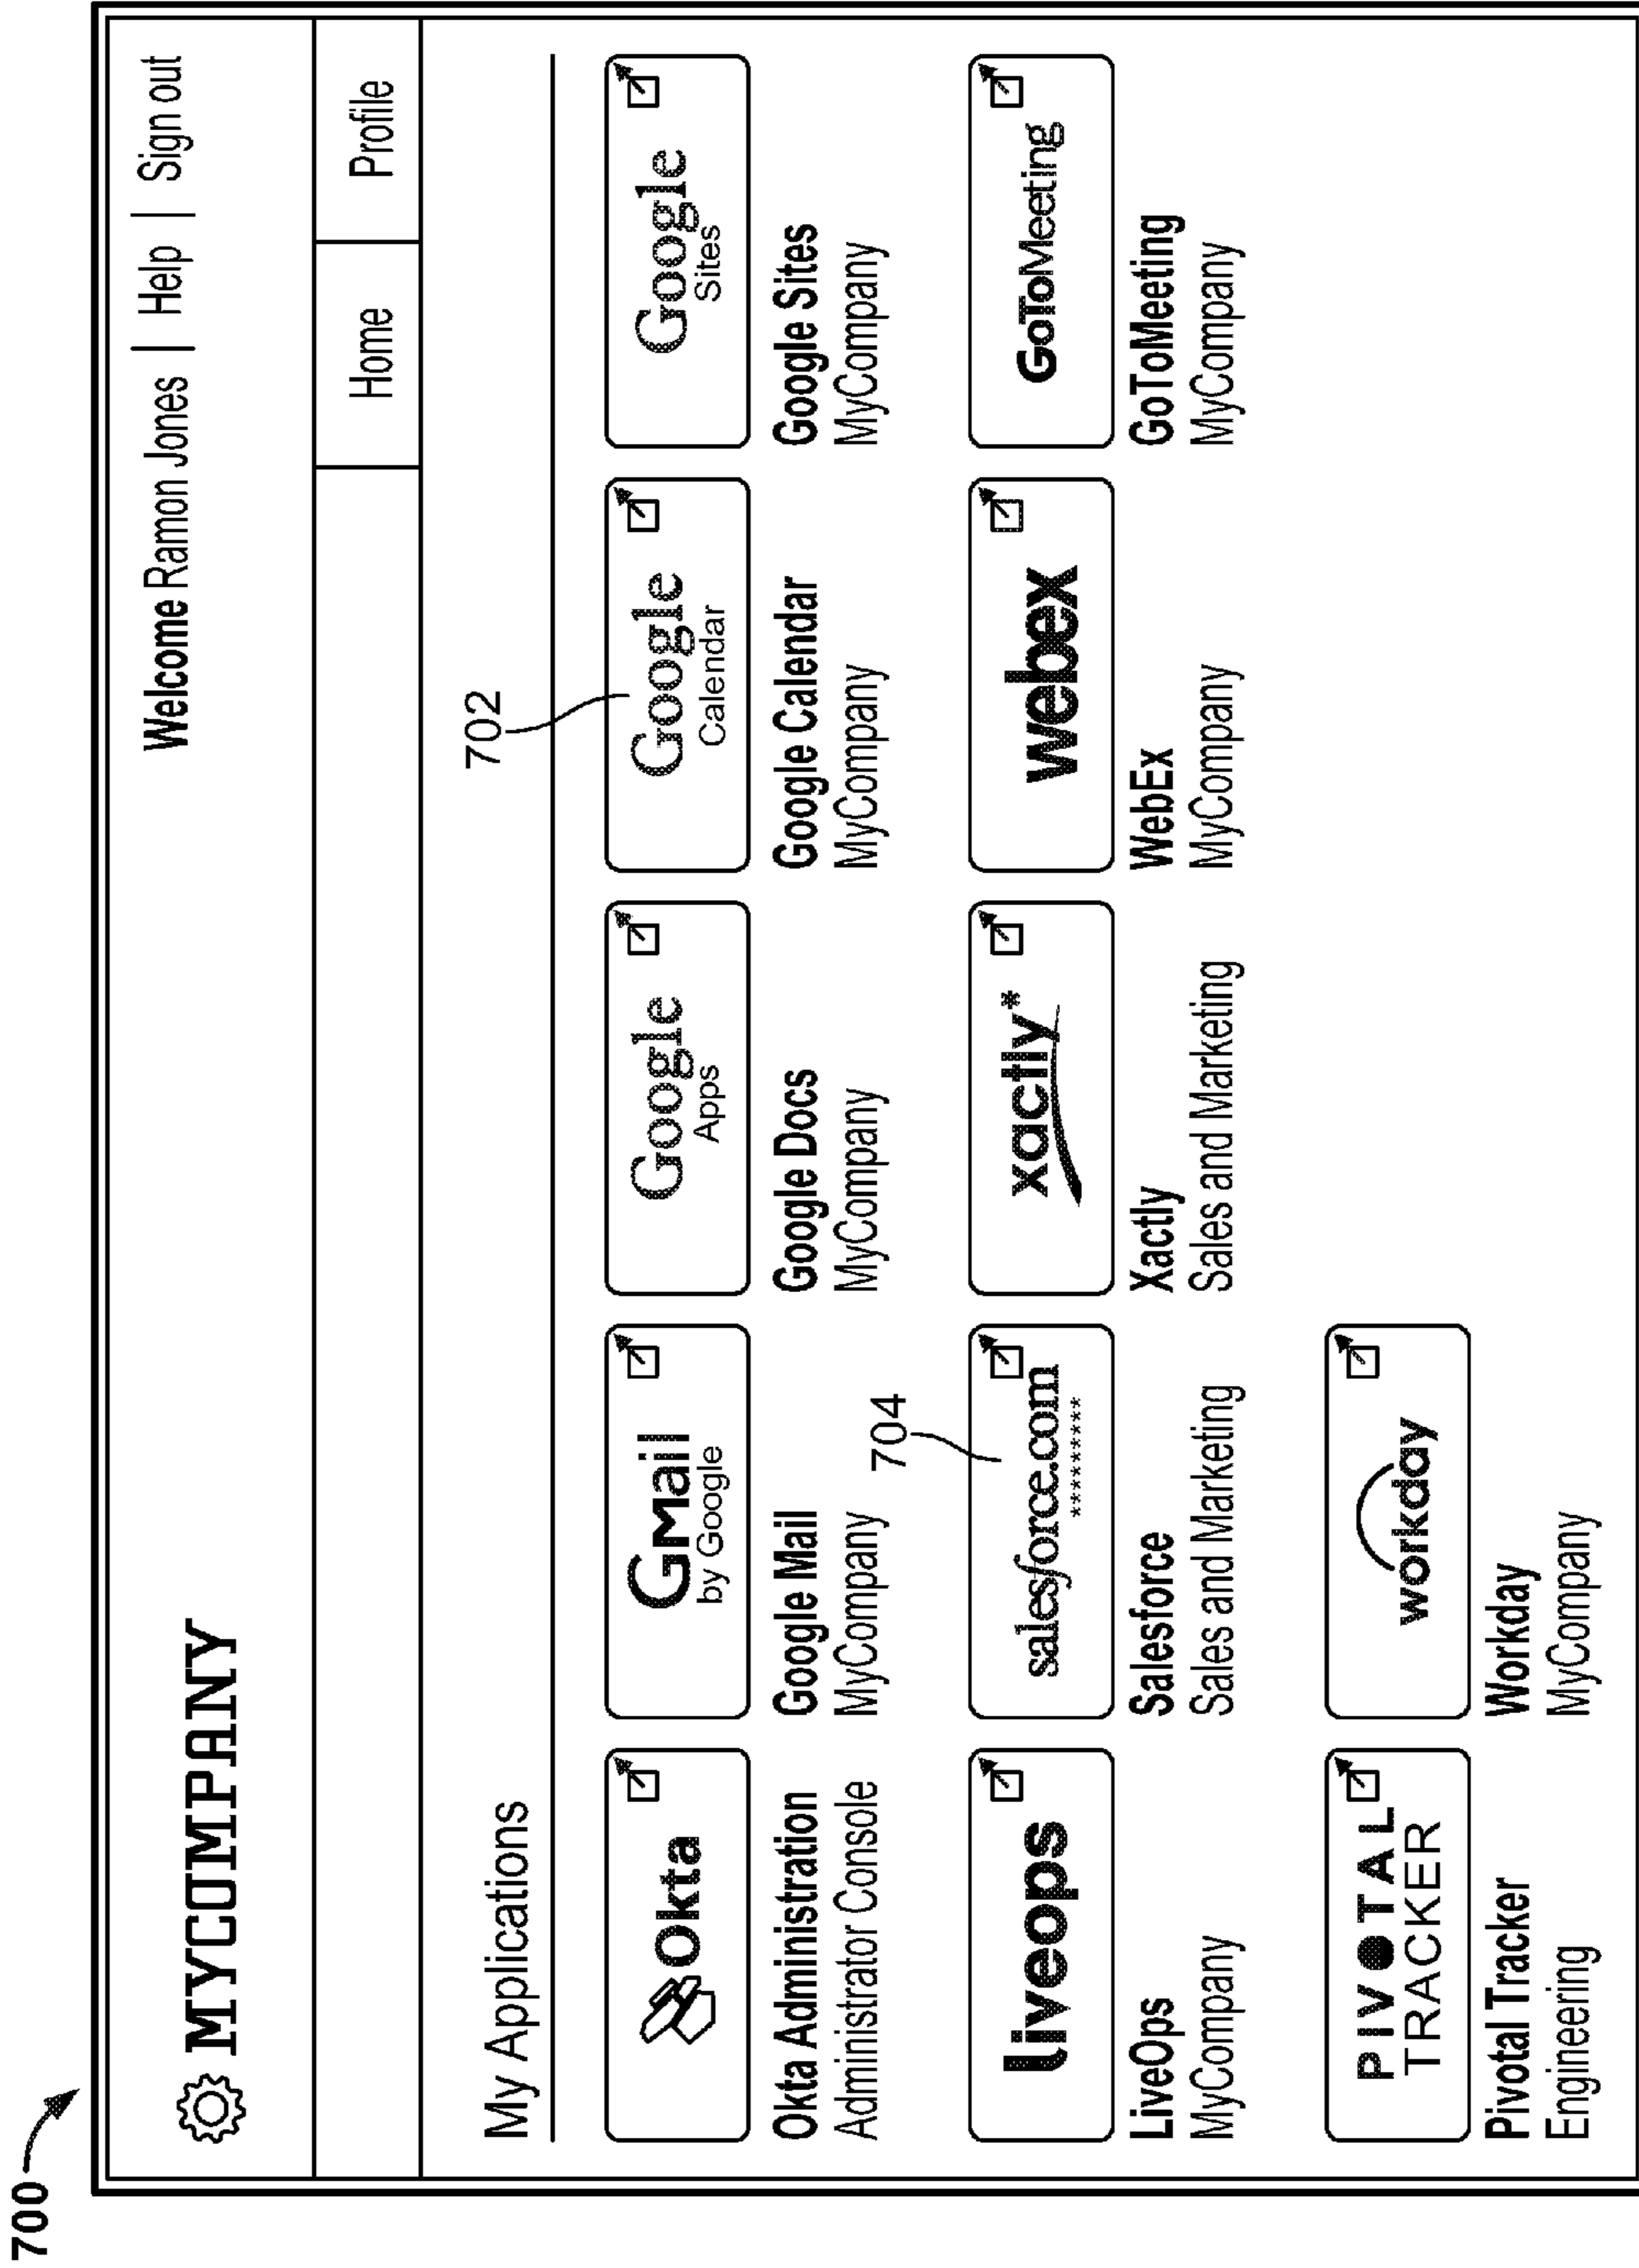 700
MYCOMPANY
Welcome Ramon Jones | Help | Sign out
Home
Profile
My Applications
702
okta
Okta Administration
Administrator Console
GMail
by Google
Google Mail
MyCompany
Google
Apps
Google Docs
MyCompany
Google
Calendar
Google Calendar
MyCompany
Google
Sites
Google Sites
MyCompany
704
liveops
LiveOps
MyCompany
salesforce.com
*********
Salesforce
Sales and Marketing
xactly*
Xactly
Sales and Marketing
webex
WebEx
MyCompany
GoToMeeting
GoToMeeting
MyCompany
PIVOTAL
TRACKER
Pivotal Tracker
Engineering
workday
Workday
MyCompany